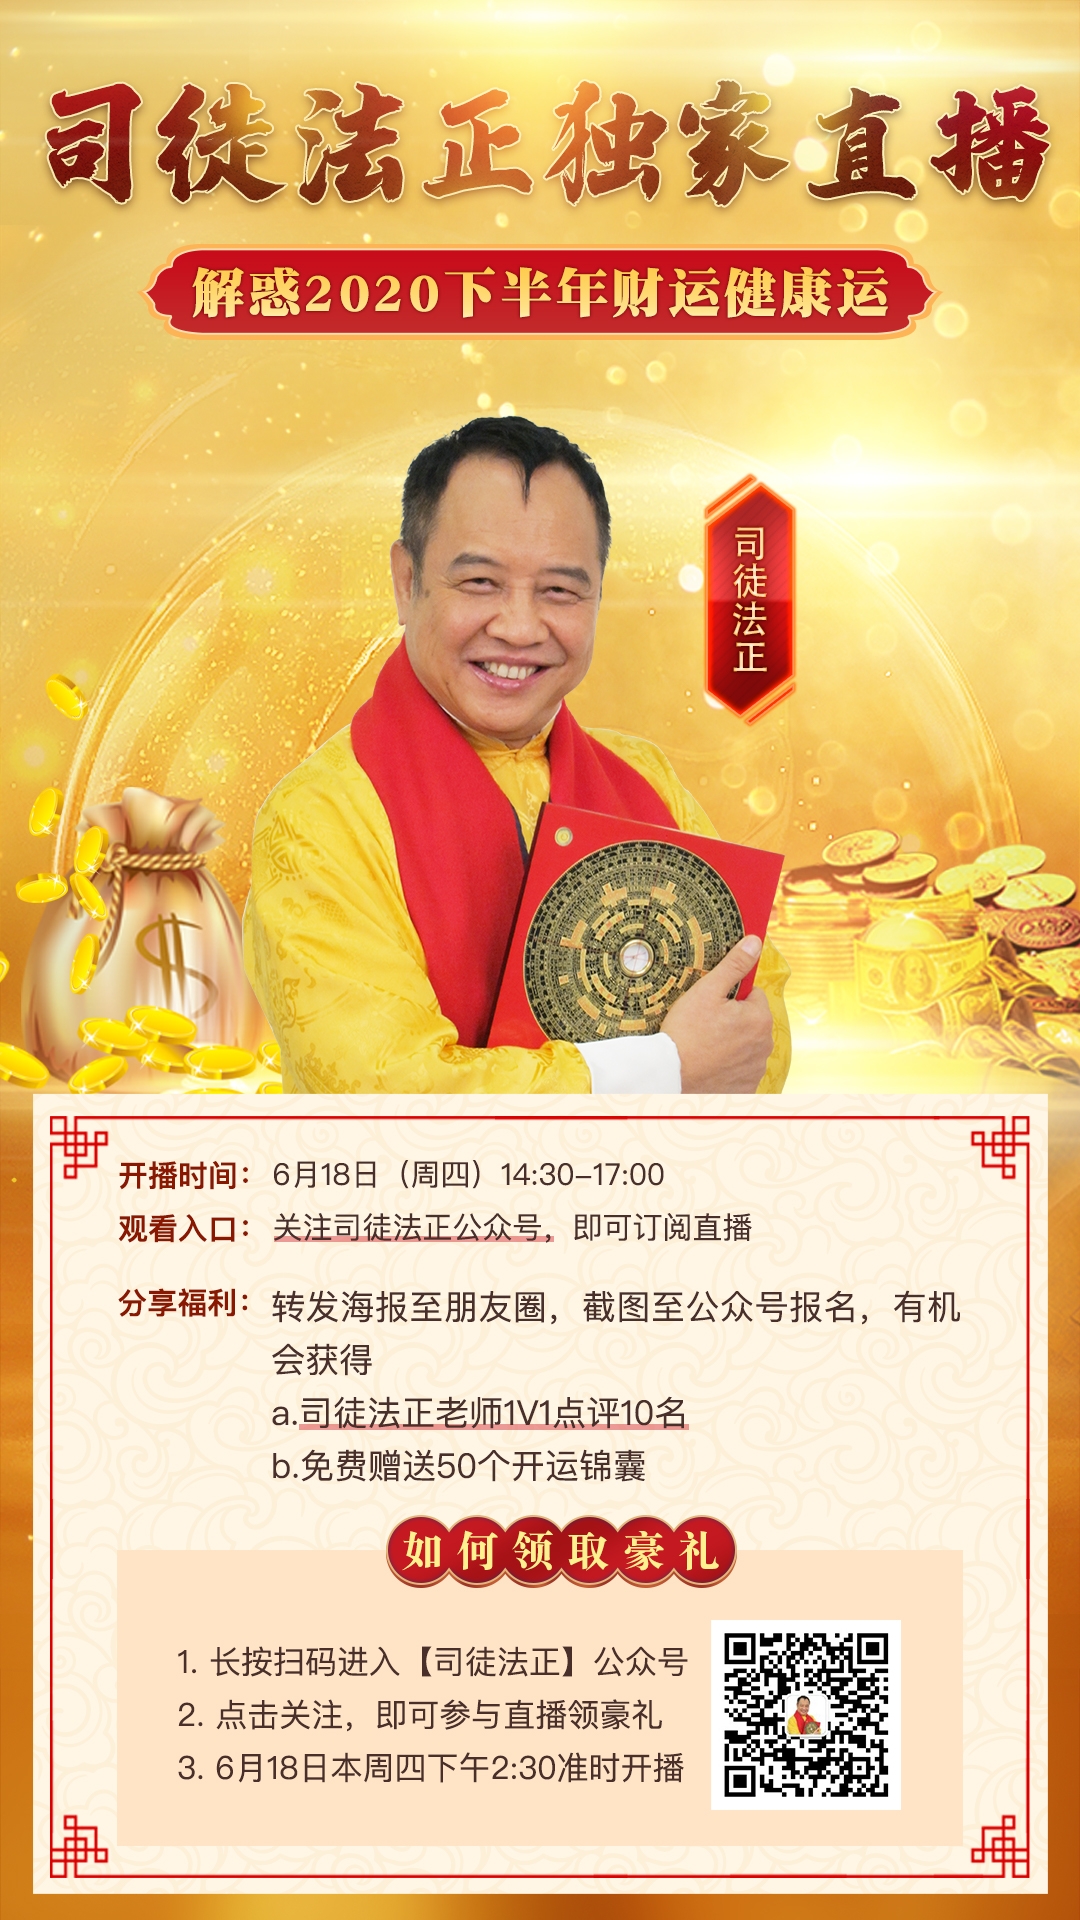 司徒法正独家直播
解惑2020下半年财运健康运
司徒法正
开播时间： 6月18日（周四）14:30-17:00
观看入口： 关注司徒法正公众号，即可订阅直播
分享福利： 转发海报至朋友圈，截图至公众号报名，有机
会获得
a.司徒法正老师1V1点评10名
b.免费赠送50个开运锦囊
如何领取豪礼
1. 长按扫码进入【司徒法正】公众号
2. 点击关注，即可参与直播领豪礼
3. 6月18日本周四下午2:30准时开播